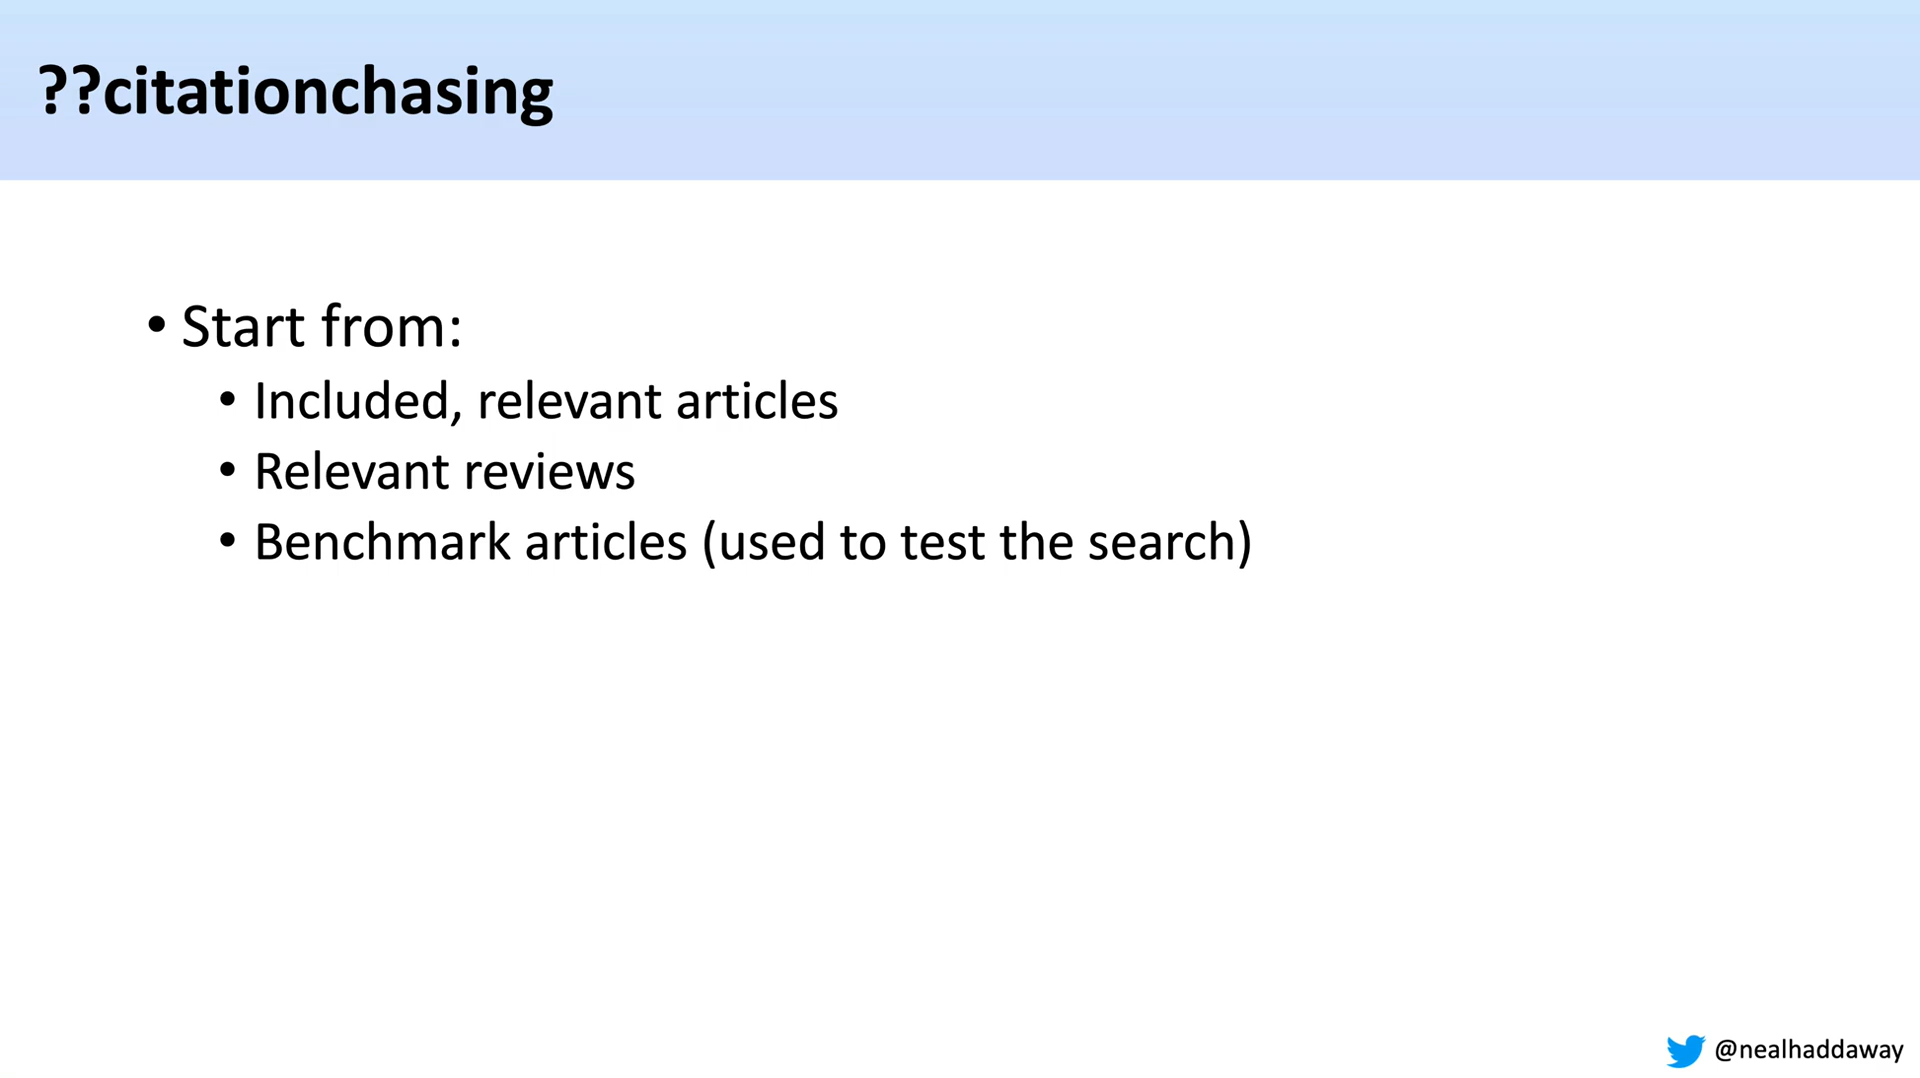 ??citationchasing
• Start from:
• Included, relevant articles
• Relevant reviews
• Benchmark articles (used to test the search)
@nealhaddaway